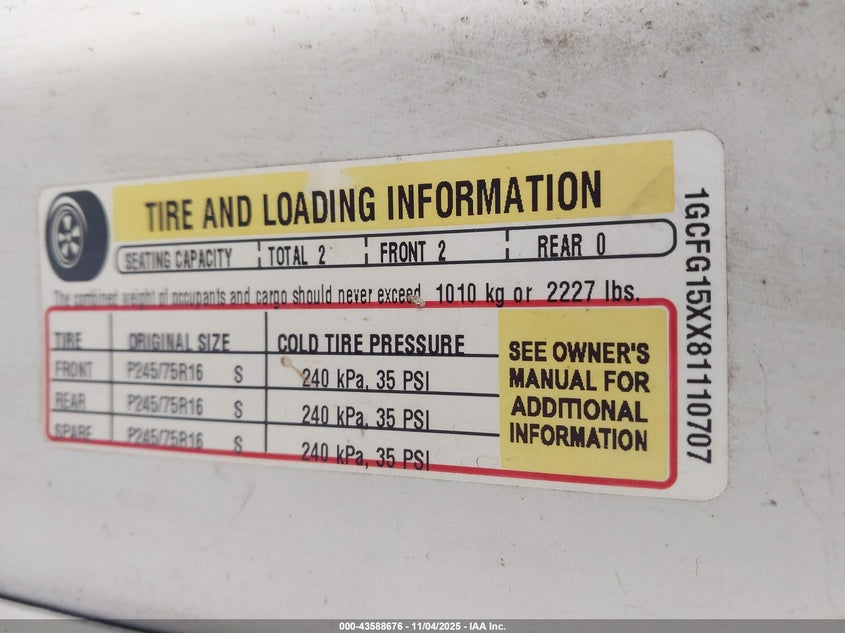 TIRE AND LOADING INFORMATION
SEATING CAPACITY TOTAL 2 FRONT 2 REAR 0
The combined weight of occupants and cargo should never exceed 1010 kg or 2227 lbs.
TIRE ORIGINAL SIZE COLD TIRE PRESSURE
FRONT P245/75R16 S 240 kPa, 35 PSI
REAR P245/75R16 S 240 kPa, 35 PSI
SPARE P245/75R16 S 240 kPa, 35 PSI
SEE OWNER'S
MANUAL FOR
ADDITIONAL
INFORMATION
1GCFG15XX81110707
000-43588676 - 11/04/2025 - IAA Inc.